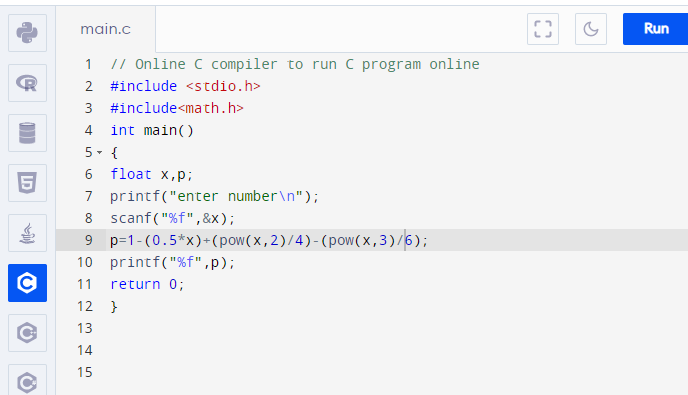 main.c
Run
1 // Online C compiler to run C program online
2 #include <stdio.h>
3 #include<math.h>
4 int main()
5 {
6 float x,p;
7 printf("enter number\n");
8 scanf("%f",&x);
9 p=1-(0.5*x)+(pow(x,2)/4)-(pow(x,3)/6);
10 printf("%f",p);
11 return 0;
12 }
13
14
15